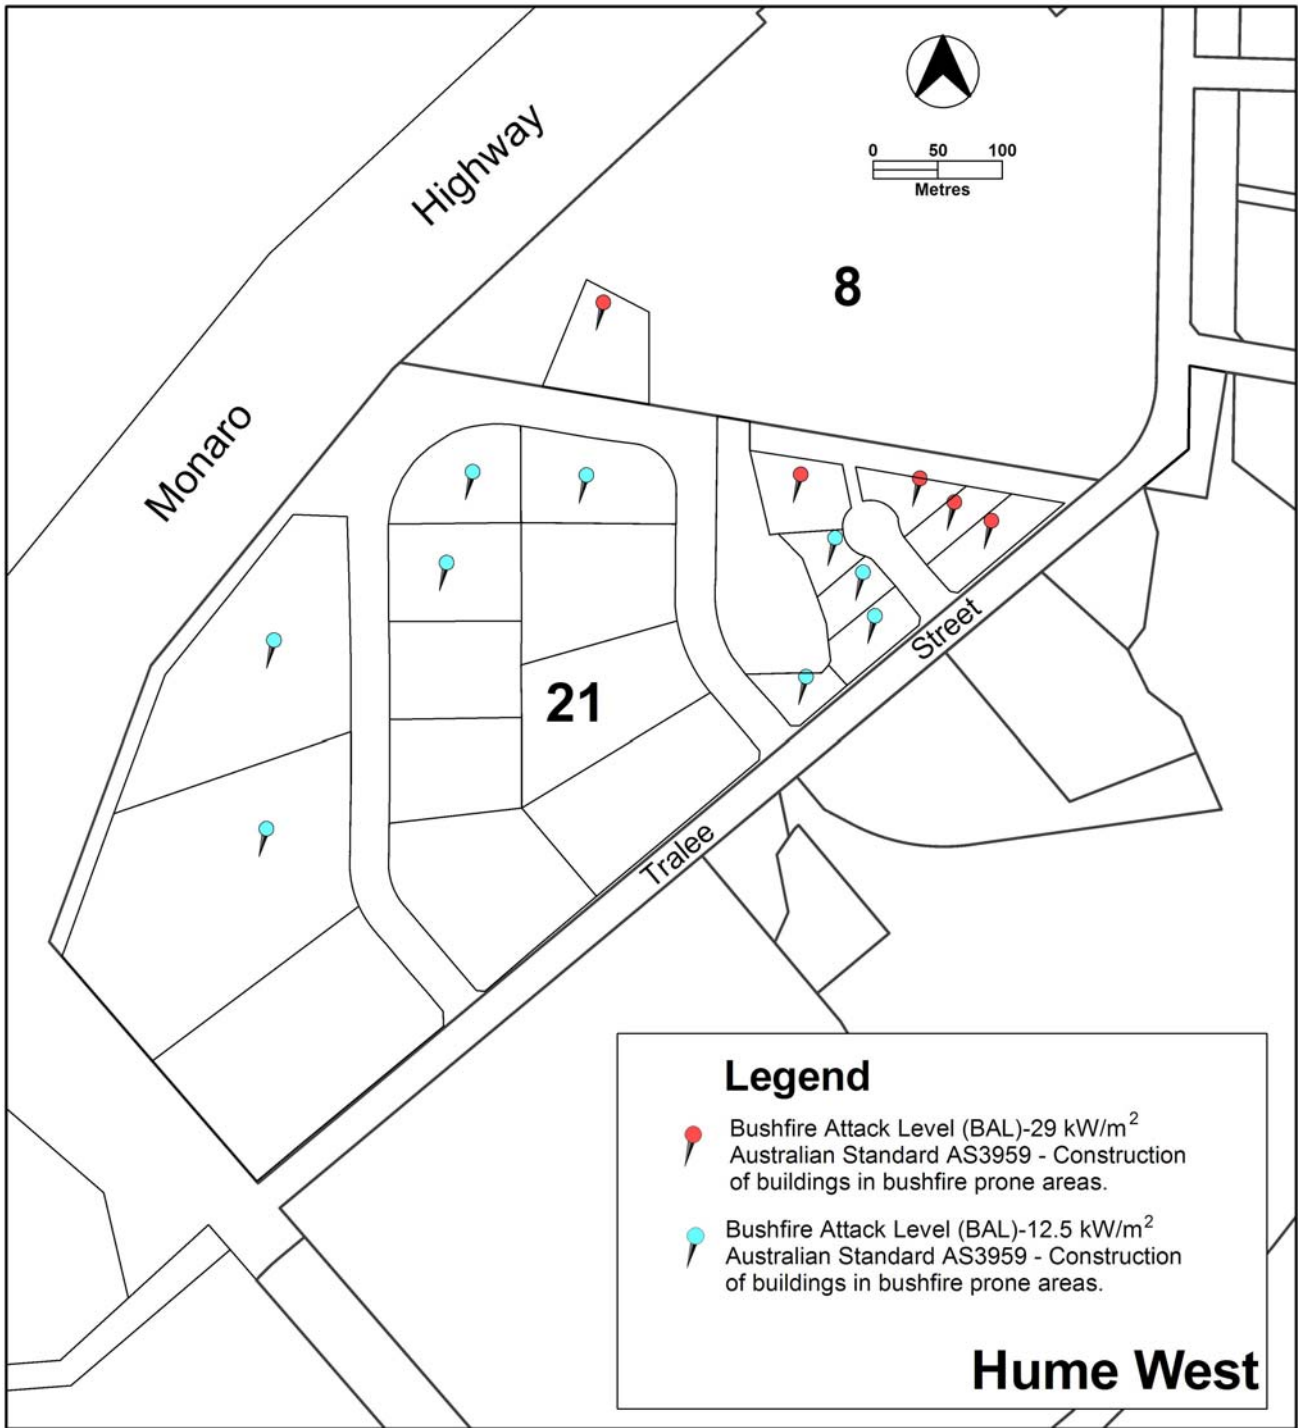 Highway
0 50 100
Metres
8
Monaro
21
Street
Tralee
Legend
Bushfire Attack Level (BAL)-29 kW/m²
Australian Standard AS3959 - Construction
of buildings in bushfire prone areas.
Bushfire Attack Level (BAL)-12.5 kW/m²
Australian Standard AS3959 - Construction
of buildings in bushfire prone areas.
Hume West